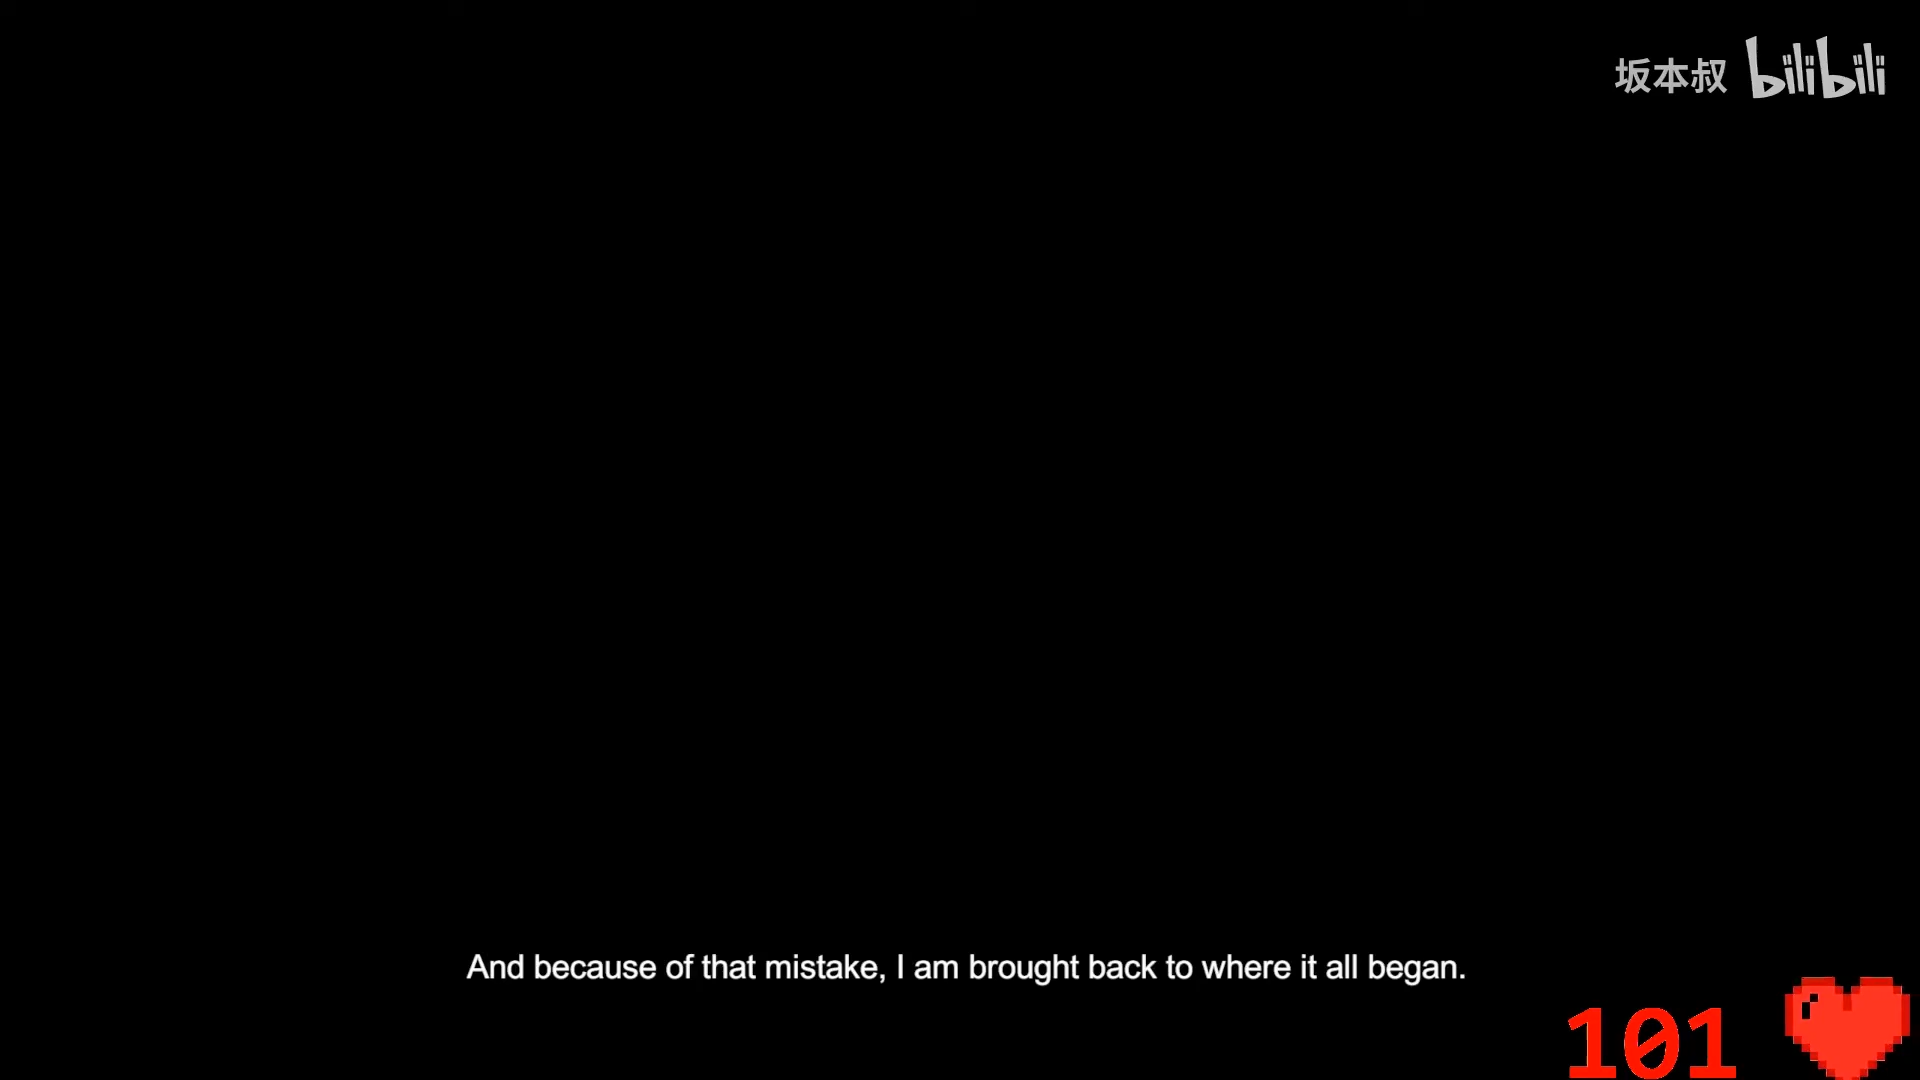 坂本叔 bilibili
And because of that mistake, I am brought back to where it all began.
101